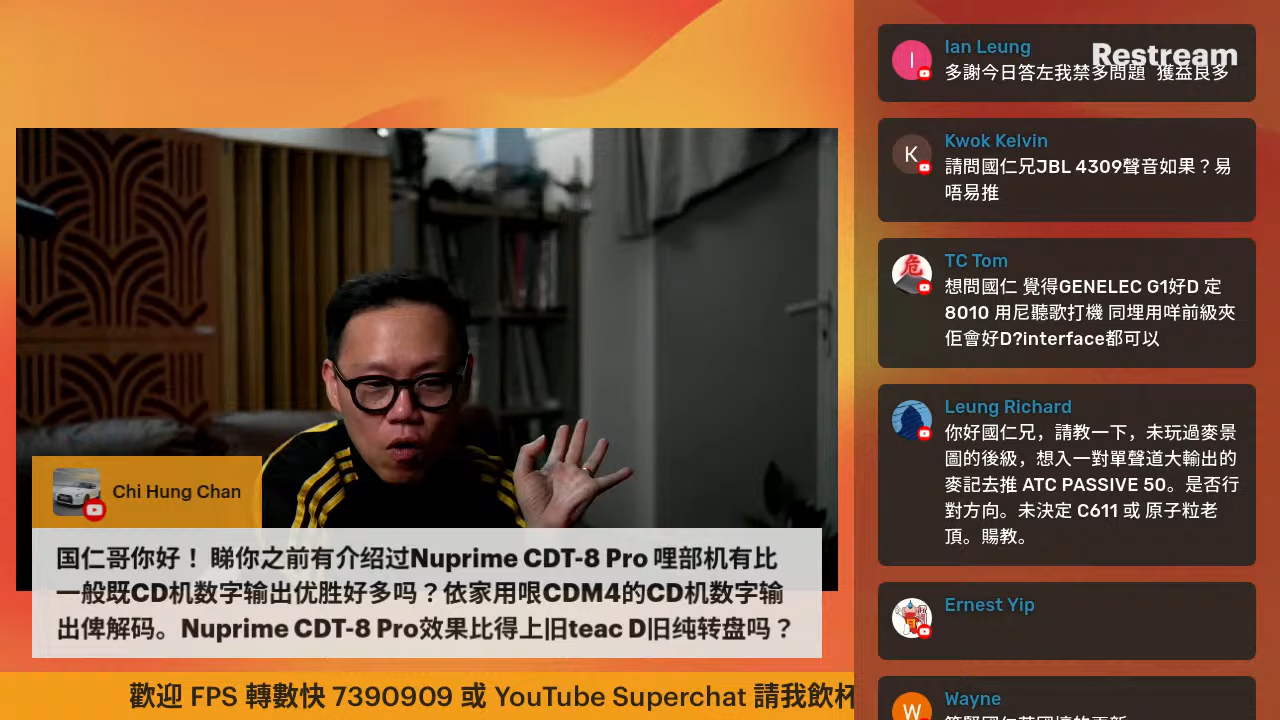 Restream
Ian Leung
多謝今日答左我禁多問題 獲益良多
Kwok Kelvin
請問國仁兄JBL 4309聲音如果？易
唔易推
TC Tom
想問國仁 覺得GENELEC G1好D 定
8010 用尼聽歌打機 同埋用咩前級夾
佢會好D?interface都可以
Leung Richard
你好國仁兄，請教一下，未玩過麥景
圖的後級，想入一對單聲道大輸出的
麥記去推 ATC PASSIVE 50。是否行
對方向。未決定 C611 或 原子粒老
頂。賜教。
Ernest Yip
Wayne
Chi Hung Chan
国仁哥你好！ 睇你之前有介绍过Nuprime CDT-8 Pro 哩部机有比
一般既CD机数字输出优胜好多吗？依家用哏CDM4的CD机数字输
出俾解码。Nuprime CDT-8 Pro效果比得上旧teac D旧纯转盘吗？
歡迎 FPS 轉數快 7390909 或 YouTube Superchat 請我飲杯